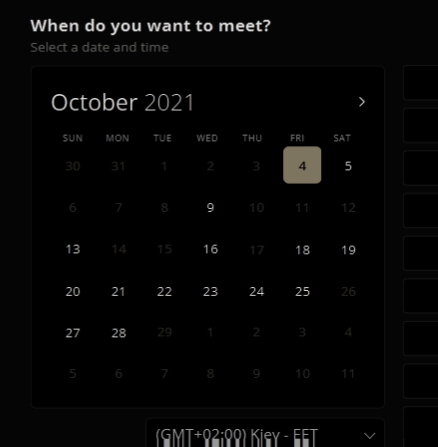 When do you want to meet?
Select a date and time
October 2021 >
SUN MON TUE WED THU FRI SAT
30 31 1 2 3 4 5
6 7 8 9 10 11 12
13 14 15 16 17 18 19
20 21 22 23 24 25 26
27 28 29 1 2 3 4
5 6 7 8 9 10 11
(GMT+02:00) Kiev - EET